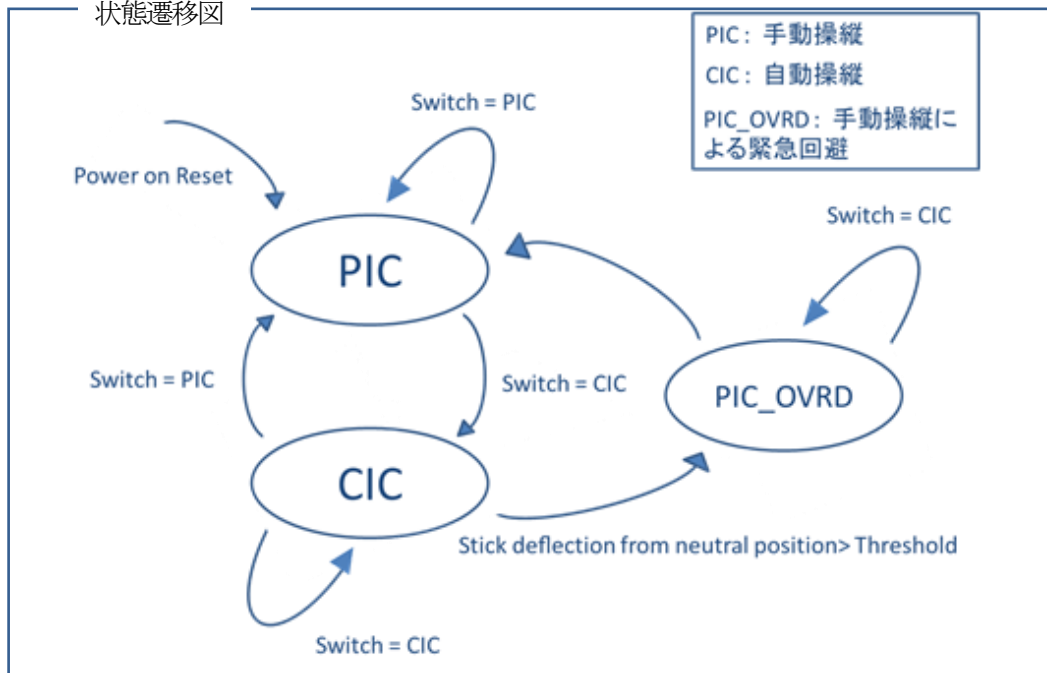 状態遷移図
PIC: 手動操縦
CIC: 自動操縦
PIC_OVRD: 手動操縦に
よる緊急回避
Switch = PIC
Power on Reset
Switch = CIC
PIC
Switch = PIC
Switch = CIC
PIC_OVRD
CIC
Stick deflection from neutral position> Threshold
Switch = CIC